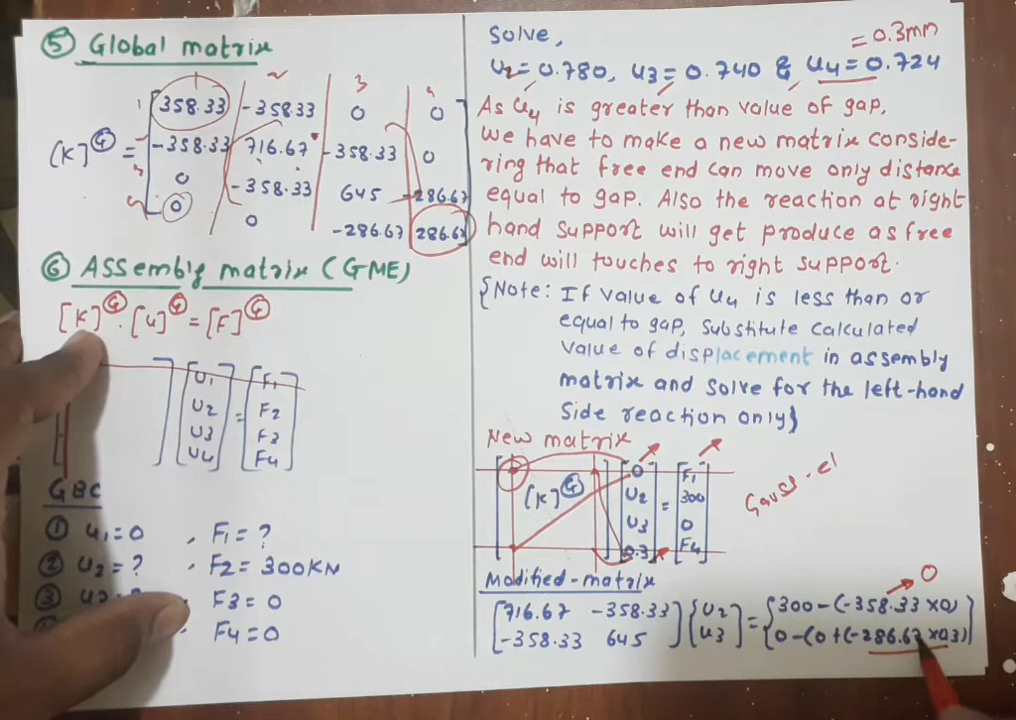 ⑤ Global matrix
1 2 3 4
[K]^G = [358.33 -358.33 0 0
-358.33 716.67 -358.33 0
0 -358.33 645 -286.67
0 0 -286.67 286.67]
⑥ Assembly matrix (GME)
[K]^G . [u]^G = [F]^G
[ ] [U1 U2 U3 U4] = [F1 F2 F3 F4]
GBC
① u1=0 , F1=?
② u2=? , F2=300KN
③ F3=0
F4=0
Solve, = 0.3mm
U2=0.780, u3=0.740 & u4=0.724
As u4 is greater than value of gap,
we have to make a new matrix conside-
ring that free end can move only distance
equal to gap. Also the reaction at right
hand support will get produce as free
end will touches to right support.
{Note: If value of u4 is less than or
equal to gap, substitute calculated
value of displacement in assembly
matrix and solve for the left-hand
side reaction only}
New matrix
[ [K]^G ] [0 U2 U3 0.3] = [F1 300 0 F4]
Gauss-el
Modified-matrix
0
[716.67 -358.33] {U2} = {300-(-358.33×0)}
[-358.33 645] {u3} {0-(0+(-286.67×0.3)}